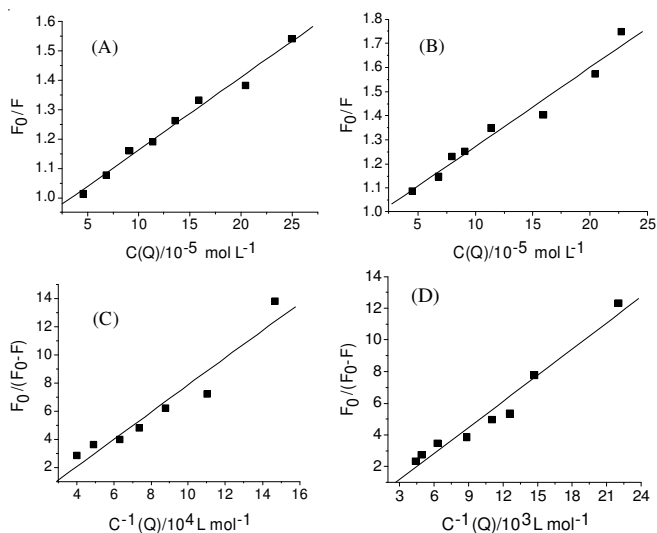 (A)
F₀/F
1.6
1.5
1.4
1.3
1.2
1.1
1.0
5 10 15 20 25
C(Q)/10⁻⁵ mol L⁻¹
(B)
F₀/F
1.8
1.7
1.6
1.5
1.4
1.3
1.2
1.1
1.0
5 10 15 20 25
C(Q)/10⁻⁵ mol L⁻¹
(C)
F₀/(F₀-F)
14
12
10
8
6
4
2
4 6 8 10 12 14 16
C⁻¹(Q)/10⁴ L mol⁻¹
(D)
F₀/(F₀-F)
14
12
10
8
6
4
2
3 6 9 12 15 18 21 24
C⁻¹(Q)/10³ L mol⁻¹